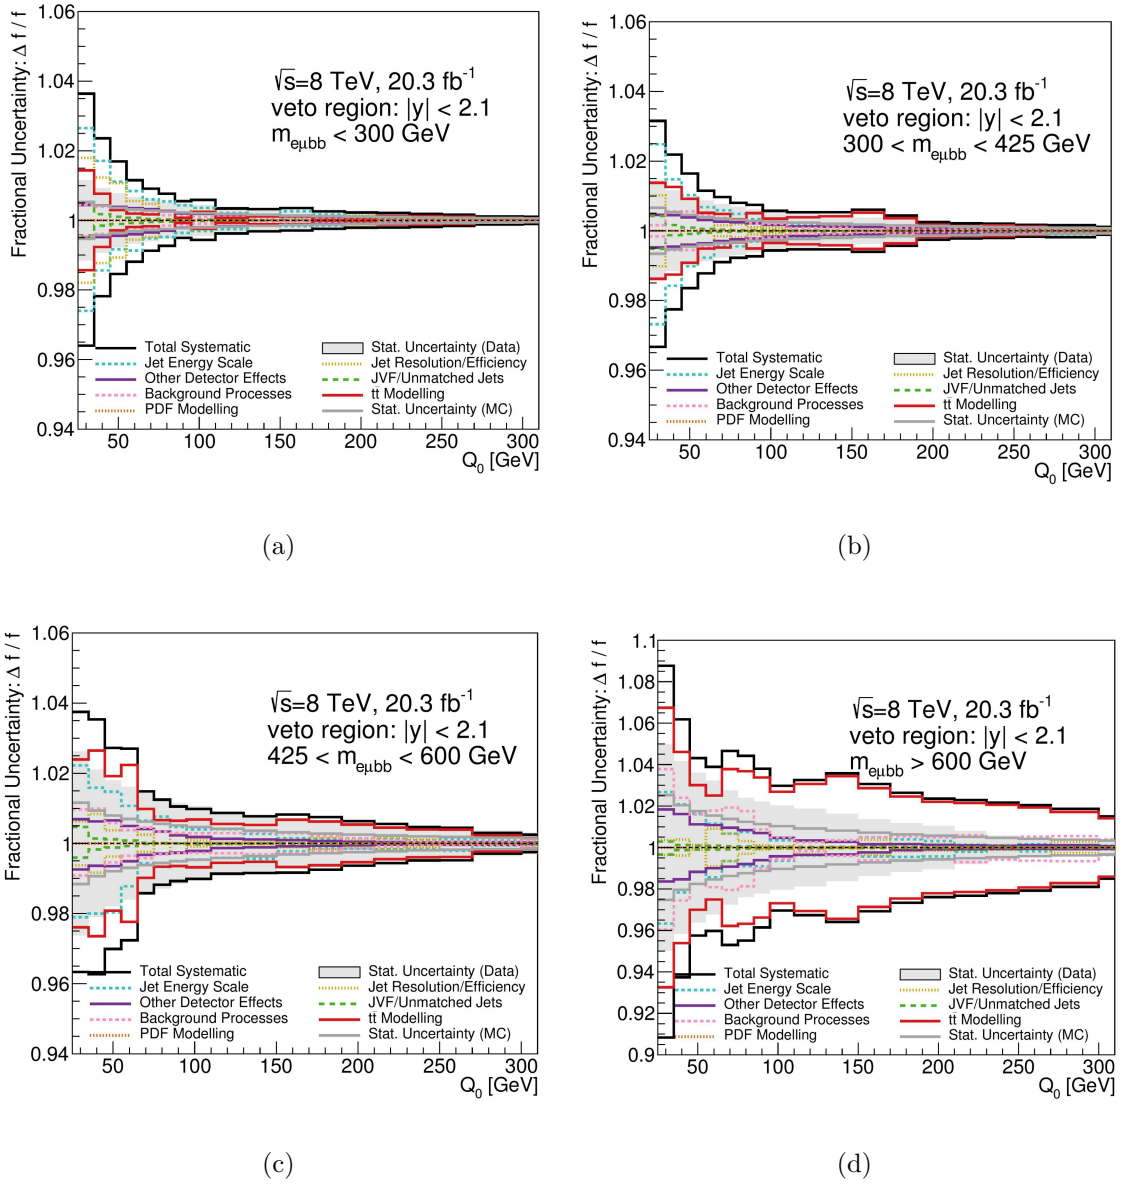 Fractional Uncertainty: Δ f / f
1.06
1.04
1.02
1
0.98
0.96
0.94
√s=8 TeV, 20.3 fb⁻¹
veto region: |y| < 2.1
m_eμbb < 300 GeV
Total Systematic
Jet Energy Scale
Other Detector Effects
Background Processes
PDF Modelling
Stat. Uncertainty (Data)
Jet Resolution/Efficiency
JVF/Unmatched Jets
tt̄ Modelling
Stat. Uncertainty (MC)
50 100 150 200 250 300
Q₀ [GeV]
(a)
Fractional Uncertainty: Δ f / f
1.06
1.04
1.02
1
0.98
0.96
0.94
√s=8 TeV, 20.3 fb⁻¹
veto region: |y| < 2.1
300 < m_eμbb < 425 GeV
Total Systematic
Jet Energy Scale
Other Detector Effects
Background Processes
PDF Modelling
Stat. Uncertainty (Data)
Jet Resolution/Efficiency
JVF/Unmatched Jets
tt̄ Modelling
Stat. Uncertainty (MC)
50 100 150 200 250 300
Q₀ [GeV]
(b)
Fractional Uncertainty: Δ f / f
1.06
1.04
1.02
1
0.98
0.96
0.94
√s=8 TeV, 20.3 fb⁻¹
veto region: |y| < 2.1
425 < m_eμbb < 600 GeV
Total Systematic
Jet Energy Scale
Other Detector Effects
Background Processes
PDF Modelling
Stat. Uncertainty (Data)
Jet Resolution/Efficiency
JVF/Unmatched Jets
tt̄ Modelling
Stat. Uncertainty (MC)
50 100 150 200 250 300
Q₀ [GeV]
(c)
Fractional Uncertainty: Δ f / f
1.1
1.08
1.06
1.04
1.02
1
0.98
0.96
0.94
0.92
0.9
√s=8 TeV, 20.3 fb⁻¹
veto region: |y| < 2.1
m_eμbb > 600 GeV
Total Systematic
Jet Energy Scale
Other Detector Effects
Background Processes
PDF Modelling
Stat. Uncertainty (Data)
Jet Resolution/Efficiency
JVF/Unmatched Jets
tt̄ Modelling
Stat. Uncertainty (MC)
50 100 150 200 250 300
Q₀ [GeV]
(d)